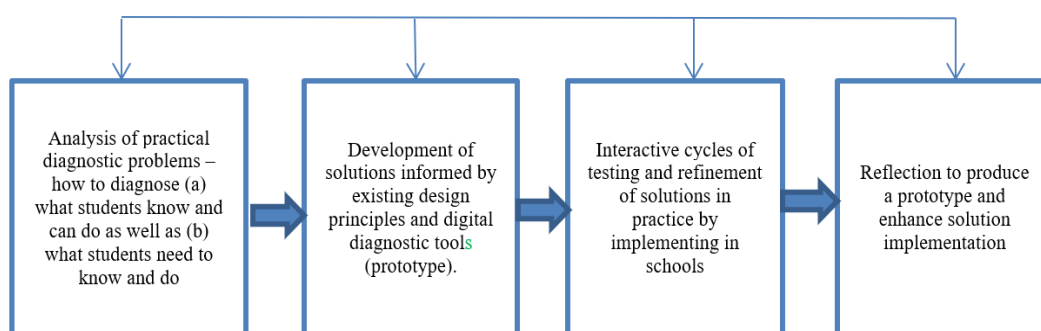 Analysis of practical
diagnostic problems –
how to diagnose (a)
what students know and
can do as well as (b)
what students need to
know and do
Development of
solutions informed by
existing design
principles and digital
diagnostic tools
(prototype).
Interactive cycles of
testing and refinement
of solutions in
practice by
implementing in
schools
Reflection to produce
a prototype and
enhance solution
implementation